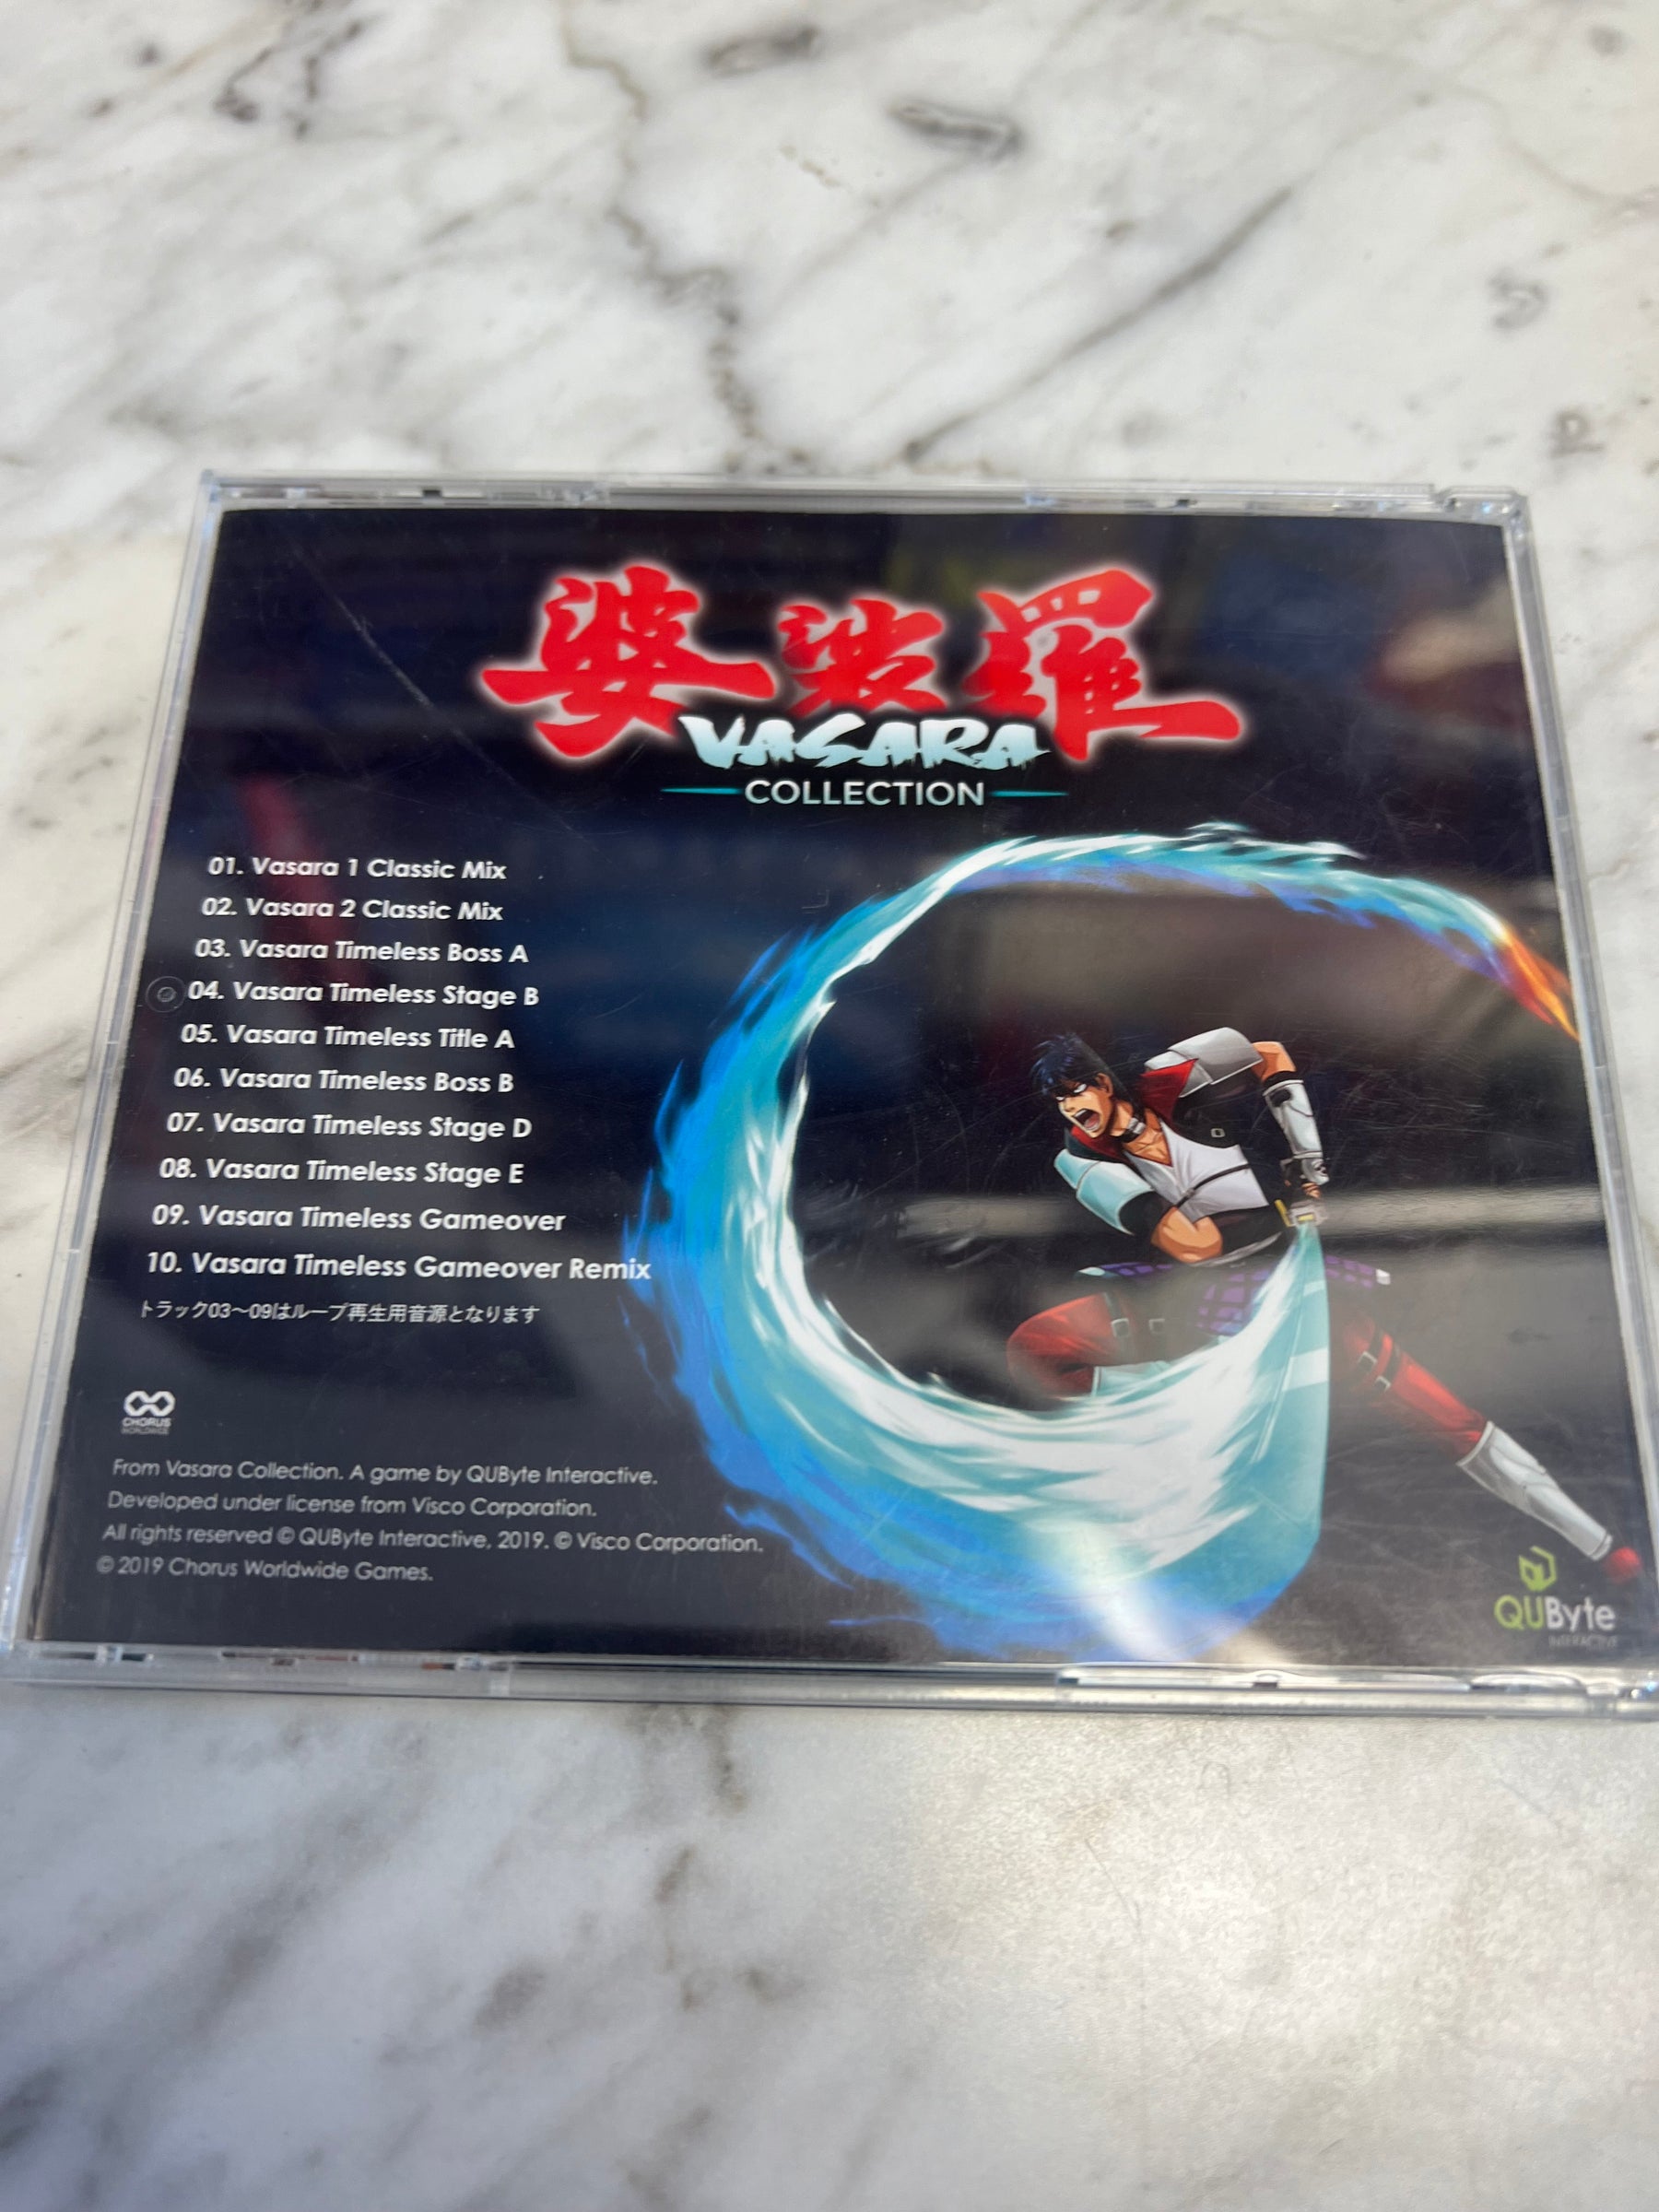 婆娑羅
VASARA
COLLECTION
01. Vasara 1 Classic Mix
02. Vasara 2 Classic Mix
03. Vasara Timeless Boss A
04. Vasara Timeless Stage B
05. Vasara Timeless Title A
06. Vasara Timeless Boss B
07. Vasara Timeless Stage D
08. Vasara Timeless Stage E
09. Vasara Timeless Gameover
10. Vasara Timeless Gameover Remix
トラック03～09はループ再生用音源となります
CHORUS
WORLDWIDE
From Vasara Collection. A game by QUByte Interactive.
Developed under license from Visco Corporation.
All rights reserved © QUByte Interactive, 2019. © Visco Corporation.
© 2019 Chorus Worldwide Games.
QUByte
INTERACTIVE